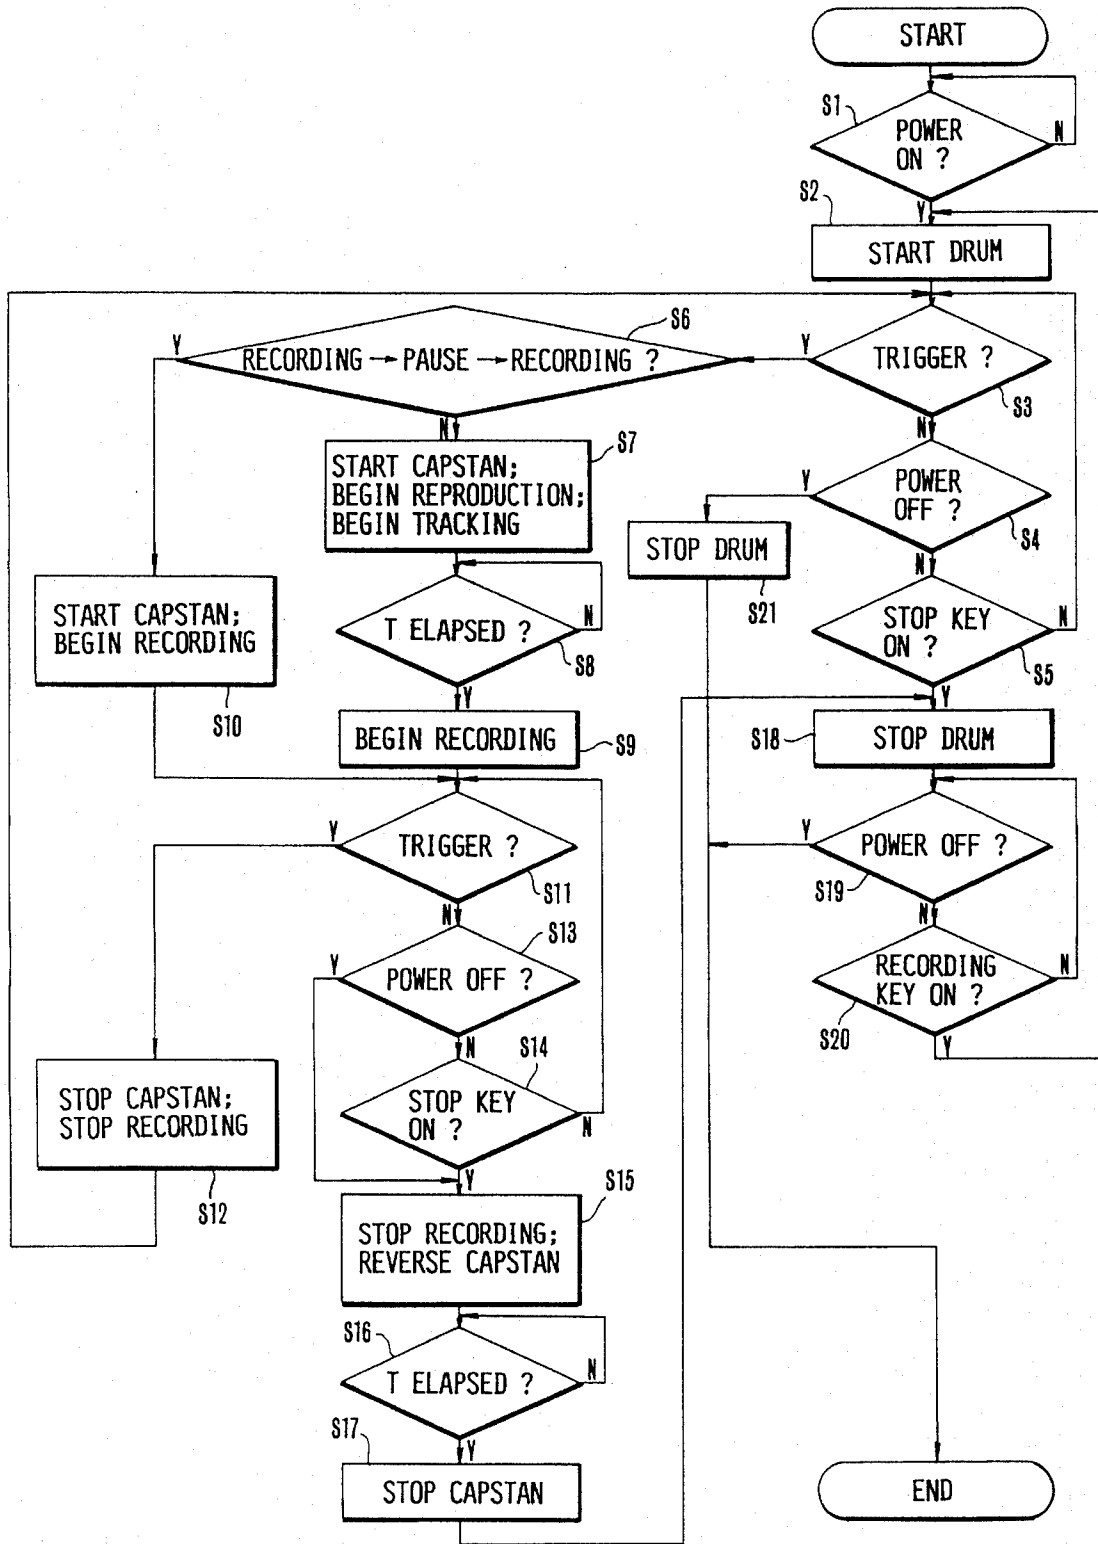 START
S1
POWER
ON ?
N
Y
S2
START DRUM
S6
Y
RECORDING → PAUSE → RECORDING ?
N
Y
TRIGGER ?
S3
N
S7
START CAPSTAN;
BEGIN REPRODUCTION;
BEGIN TRACKING
Y
POWER
OFF ?
S4
N
STOP DRUM
S21
START CAPSTAN;
BEGIN RECORDING
S10
T ELAPSED ?
N
S8
Y
STOP KEY
ON ?
N
S5
Y
BEGIN RECORDING
S9
S18
STOP DRUM
Y
TRIGGER ?
S11
N
Y
POWER OFF ?
S19
N
S13
Y
POWER OFF ?
N
RECORDING
KEY ON ?
N
S20
Y
S14
STOP KEY
ON ?
N
Y
STOP CAPSTAN;
STOP RECORDING
S12
S15
STOP RECORDING;
REVERSE CAPSTAN
S16
T ELAPSED ?
N
Y
S17
STOP CAPSTAN
END